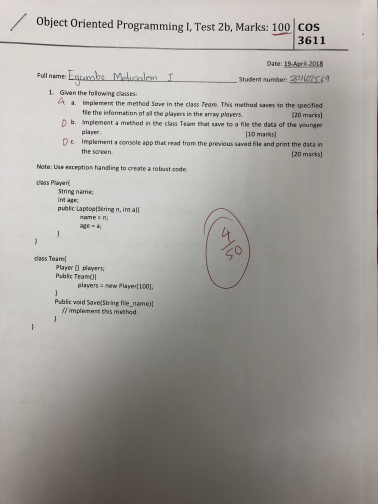 Object Oriented Programming I, Test 2b, Marks: 100 COS 3611
Date: 19-April-2018
Full name: Egumbo Matusalem I Student number: 201602569
1. Given the following classes:
4 a. Implement the method Save in the class Team. This method saves to the specified
file the information of all the players in the array players. [20 marks]
0 b. Implement a method in the class Team that save to a file the data of the younger
player. [10 marks]
0 c. Implement a console app that read from the previous saved file and print the data in
the screen. [20 marks]
Note: Use exception handling to create a robust code.
class Player{
String name;
int age;
public Laptop(String n, int a){
name = n;
age = a;
}
}
4
50
class Team{
Player [] players;
Public Team(){
players = new Player[100];
}
Public void Save(String file_name){
// Implement this method.
}
}